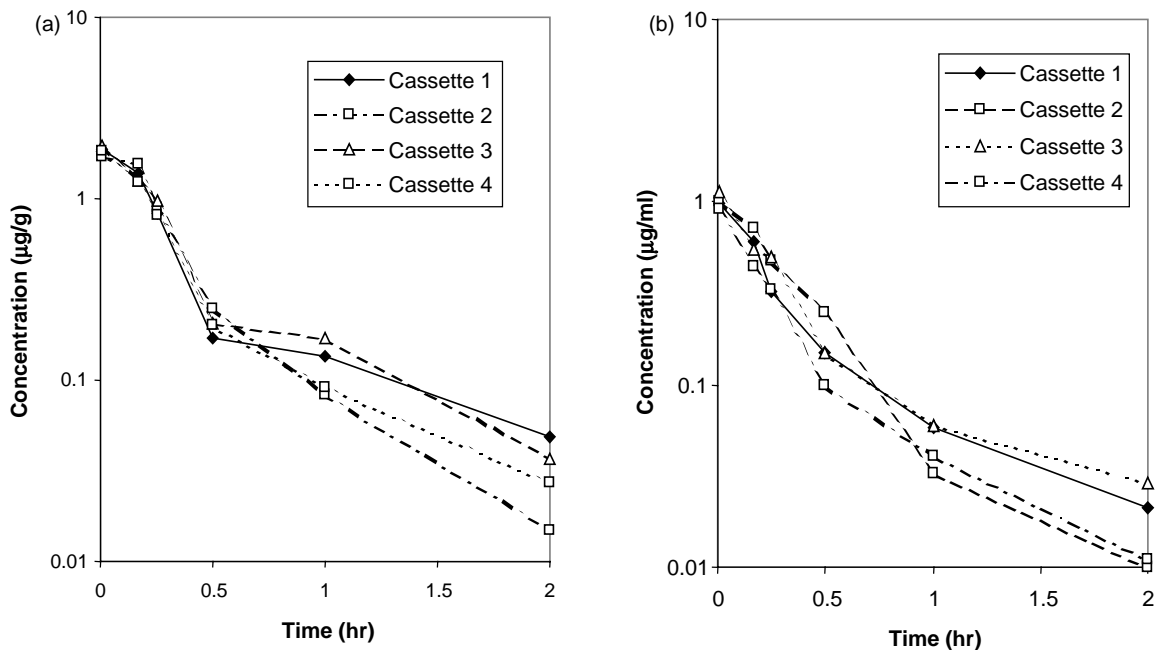 (a)
10
1
0.1
0.01
Concentration (µg/g)
0
0.5
1
1.5
2
Time (hr)
Cassette 1
Cassette 2
Cassette 3
Cassette 4
(b)
10
1
0.1
0.01
Concentration (µg/ml)
0
0.5
1
1.5
2
Time (hr)
Cassette 1
Cassette 2
Cassette 3
Cassette 4